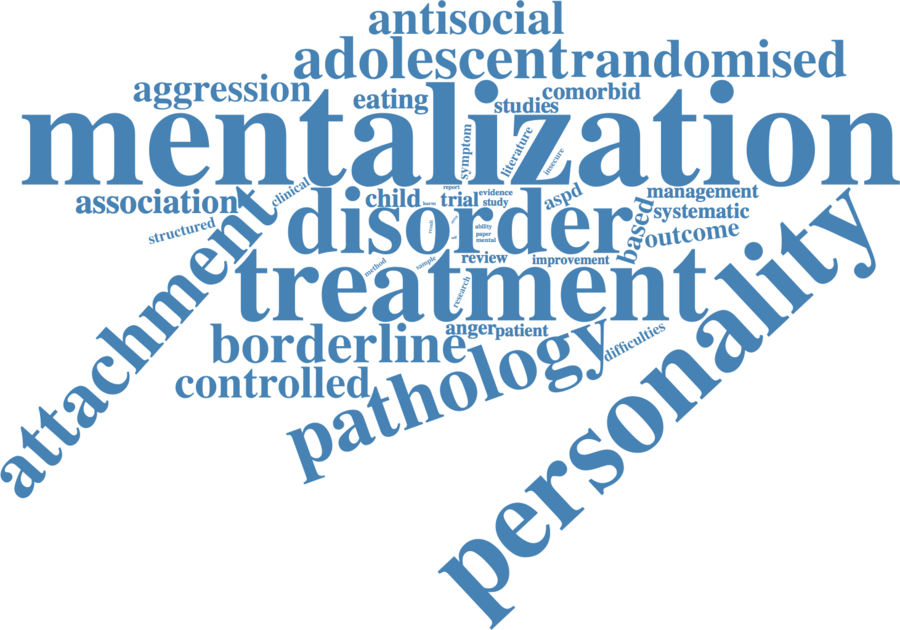 antisocial
adolescent
randomised
aggression
eating
comorbid
studies
mentalization
symptom
literature
insecure
clinical
association
child
report
trial
evidence
study
aspd
management
systematic
structured
disorder
harm
result
ability
paper
mental
based
outcome
attachment
treatment
method
sample
review
improvement
research
borderline
anger
patient
difficulties
controlled
pathology
personality